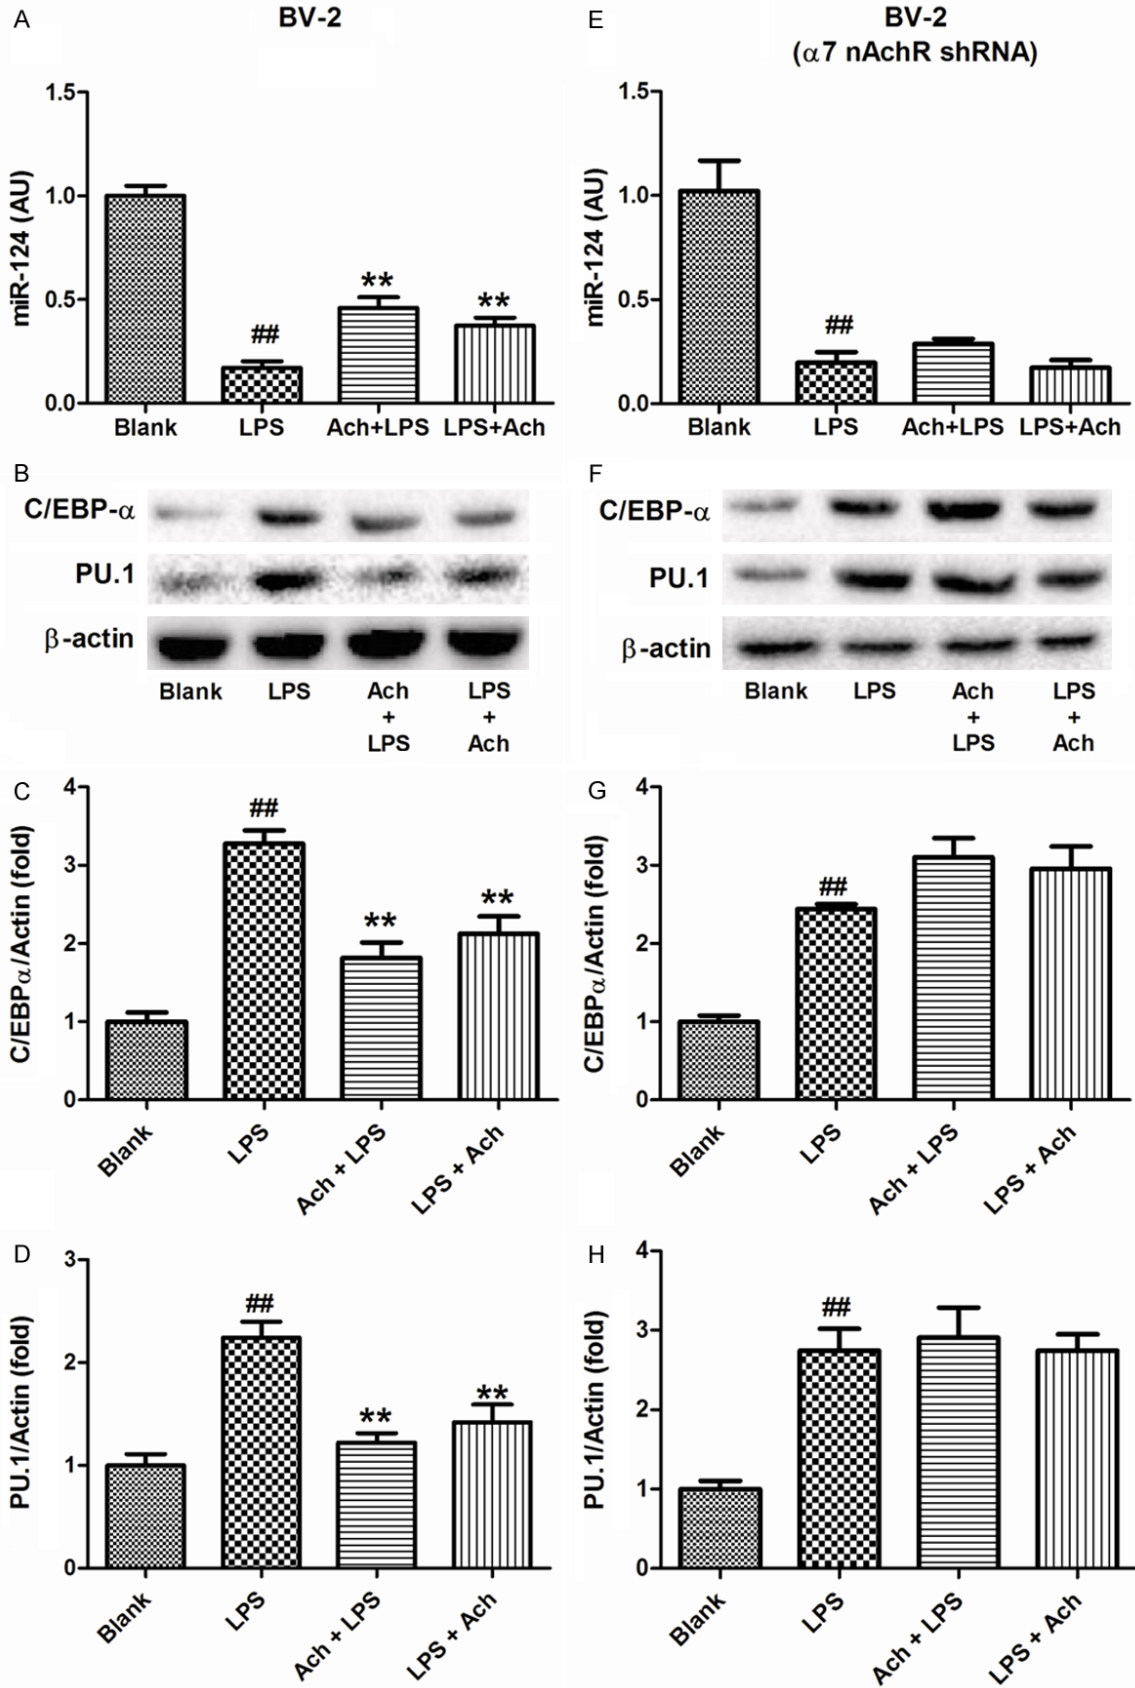 A
BV-2
miR-124 (AU)
1.5
1.0
0.5
0.0
##
**
**
Blank LPS Ach+LPS LPS+Ach
E
BV-2
(α7 nAchR shRNA)
miR-124 (AU)
1.5
1.0
0.5
0.0
##
Blank LPS Ach+LPS LPS+Ach
B
C/EBP-α
PU.1
β-actin
Blank LPS Ach LPS
+ +
LPS Ach
F
C/EBP-α
PU.1
β-actin
Blank LPS Ach LPS
+ +
LPS Ach
C
C/EBPα/Actin (fold)
4
3
2
1
0
##
**
**
Blank LPS Ach + LPS LPS + Ach
G
C/EBPα/Actin (fold)
4
3
2
1
0
##
Blank LPS Ach + LPS LPS + Ach
D
PU.1/Actin (fold)
3
2
1
0
##
**
**
Blank LPS Ach + LPS LPS + Ach
H
PU.1/Actin (fold)
4
3
2
1
0
##
Blank LPS Ach + LPS LPS + Ach